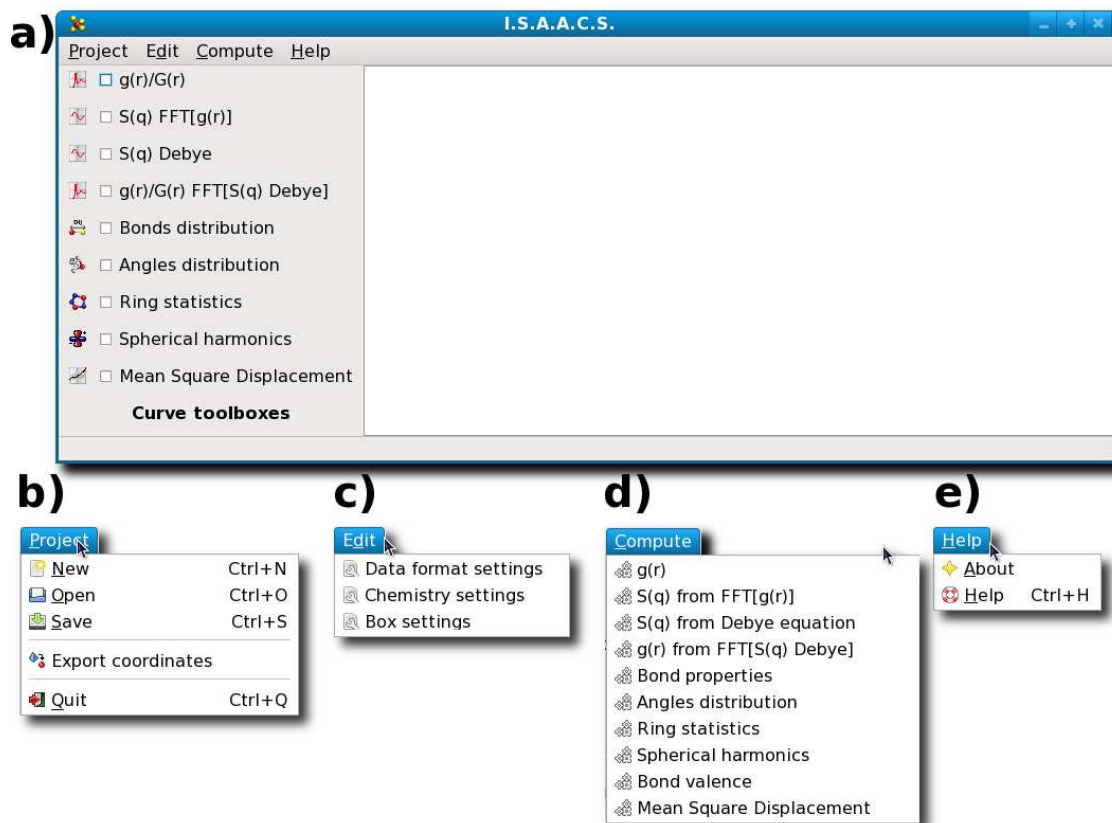 a)
I.S.A.A.C.S.
Project Edit Compute Help
g(r)/G(r)
S(q) FFT[g(r)]
S(q) Debye
g(r)/G(r) FFT[S(q) Debye]
Bonds distribution
Angles distribution
Ring statistics
Spherical harmonics
Mean Square Displacement
Curve toolboxes
b)
Project
New Ctrl+N
Open Ctrl+O
Save Ctrl+S
Export coordinates
Quit Ctrl+Q
c)
Edit
Data format settings
Chemistry settings
Box settings
d)
Compute
g(r)
S(q) from FFT[g(r)]
S(q) from Debye equation
g(r) from FFT[S(q) Debye]
Bond properties
Angles distribution
Ring statistics
Spherical harmonics
Bond valence
Mean Square Displacement
e)
Help
About
Help Ctrl+H